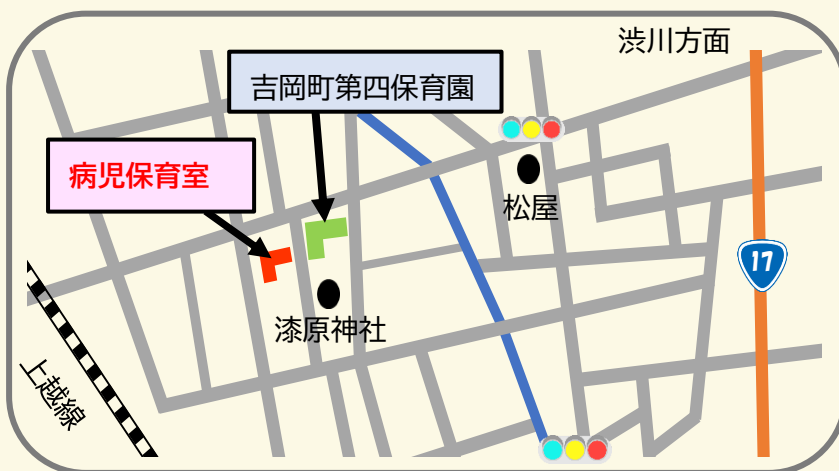 渋川方面
吉岡町第四保育園
病児保育室
松屋
17
漆原神社
上越線